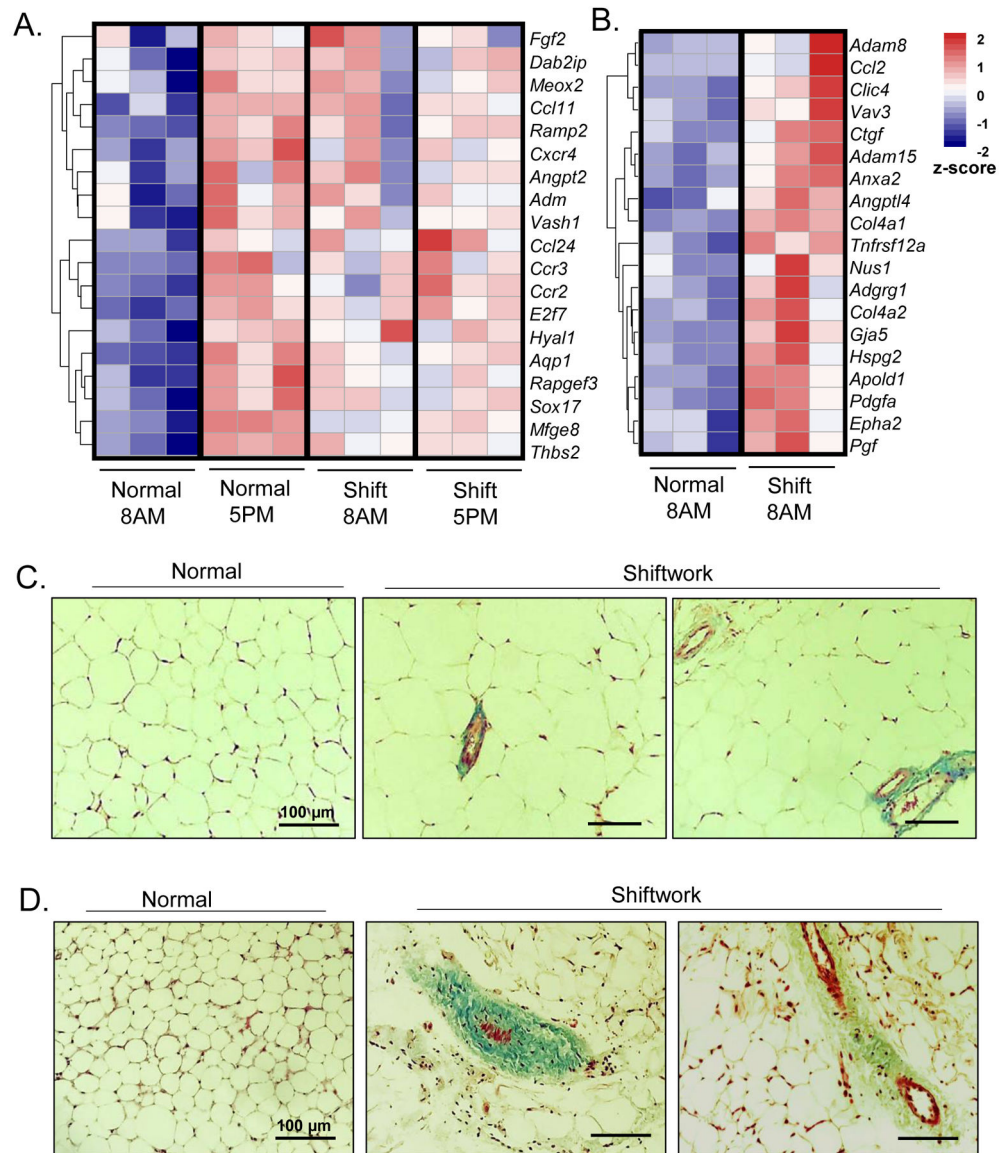 A.
Fgf2
Dab2ip
Meox2
Ccl11
Ramp2
Cxcr4
Angpt2
Adm
Vash1
Ccl24
Ccr3
Ccr2
E2f7
Hyal1
Aqp1
Rapgef3
Sox17
Mfge8
Thbs2
Normal
8AM
Normal
5PM
Shift
8AM
Shift
5PM
B.
Adam8
Ccl2
Clic4
Vav3
Ctgf
Adam15
Anxa2
Angptl4
Col4a1
Tnfrsf12a
Nus1
Adgrg1
Col4a2
Gja5
Hspg2
Apold1
Pdgfa
Epha2
Pgf
Normal
8AM
Shift
8AM
2
1
0
-1
-2
z-score
C.
Normal
Shiftwork
100 µm
D.
Normal
Shiftwork
100 µm